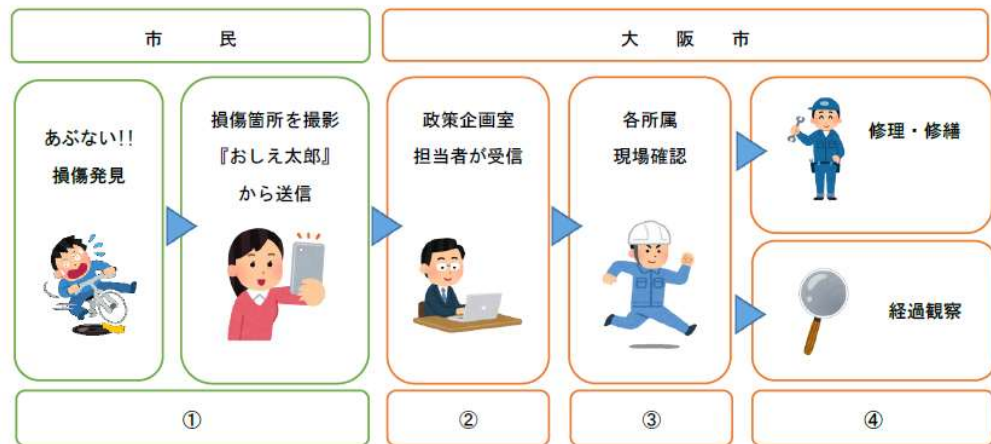 市　民
大　阪　市
あぶない!!
損傷発見
損傷箇所を撮影
『おしえ太郎』
から送信
政策企画室
担当者が受信
各所属
現場確認
修理・修繕
経過観察
①
②
③
④